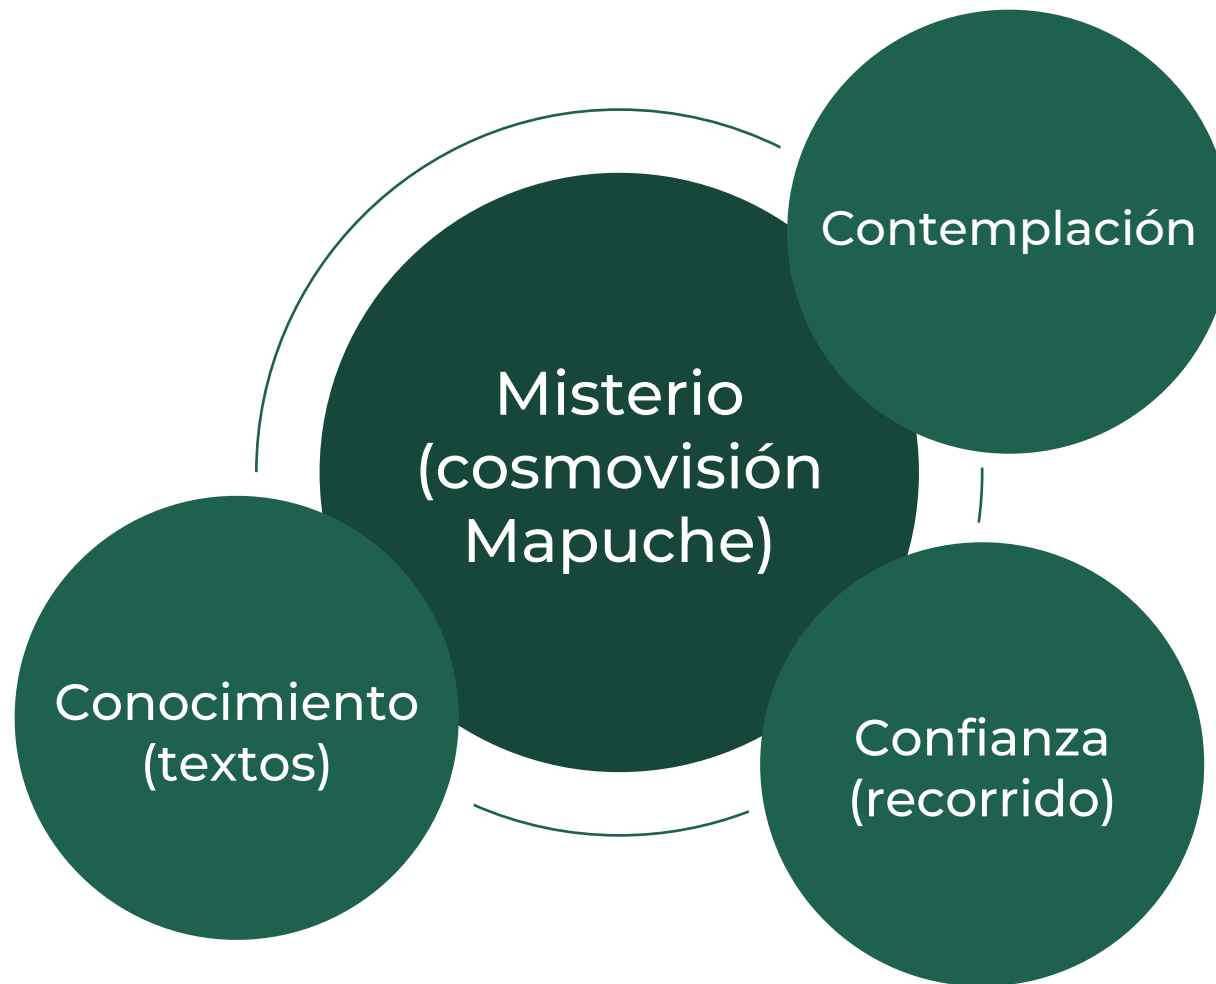 Contemplación
Misterio
(cosmovisión
Mapuche)
Conocimiento
(textos)
Confianza
(recorrido)